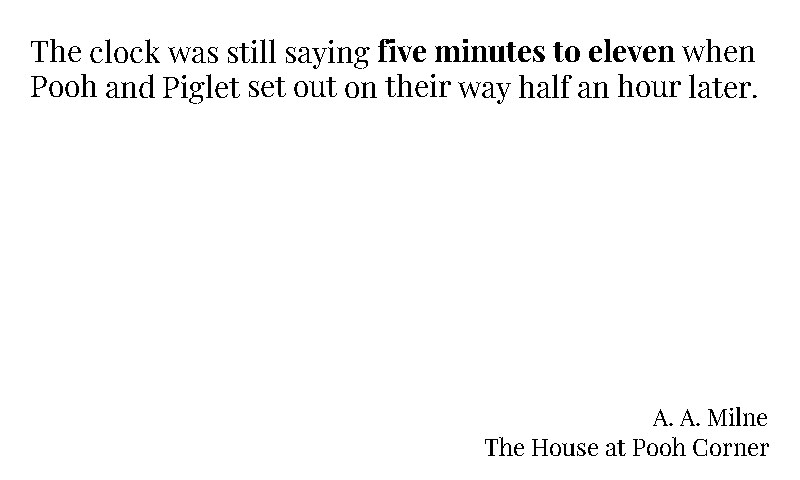 The clock was still saying five minutes to eleven when
Pooh and Piglet set out on their way half an hour later.
A. A. Milne
The House at Pooh Corner